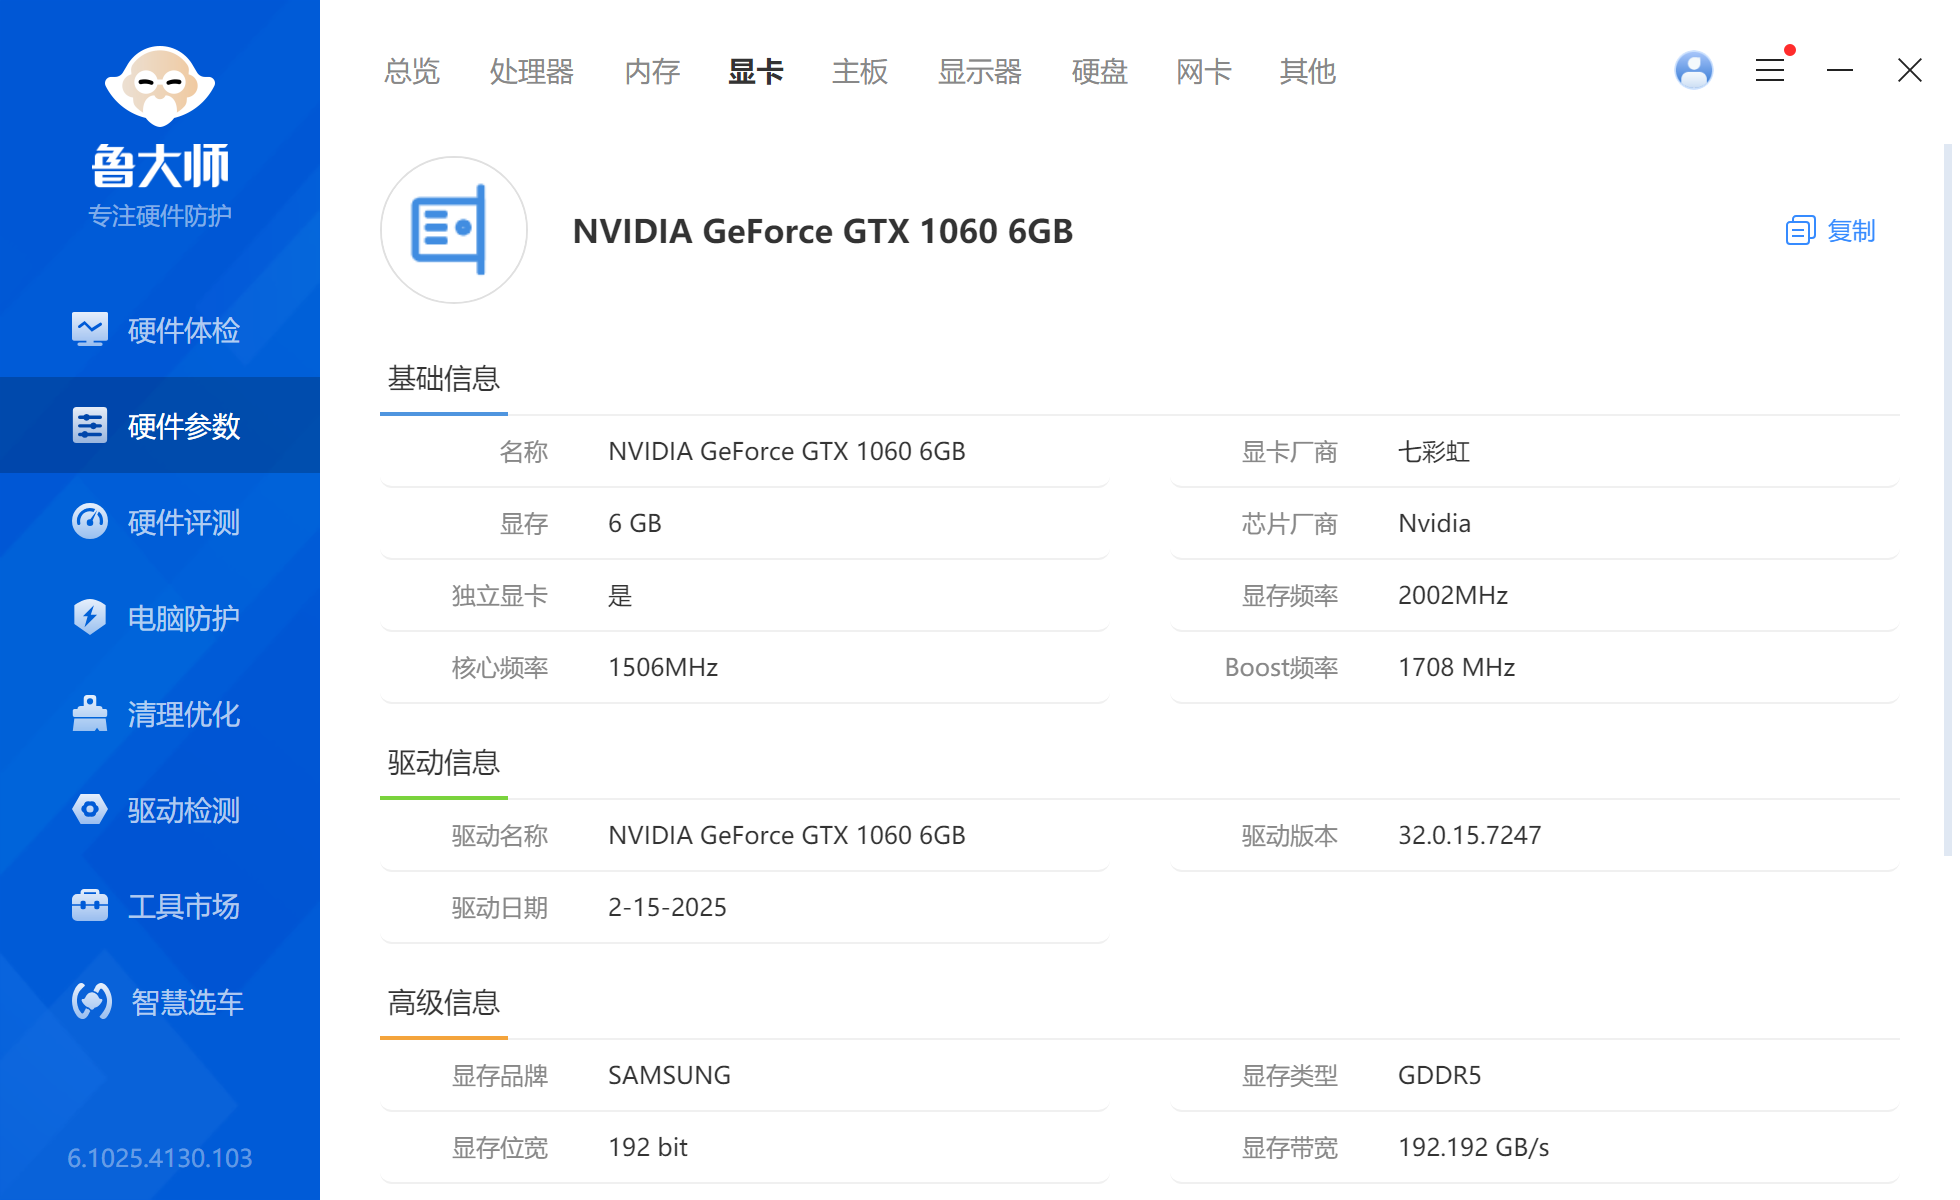 鲁大师
专注硬件防护
硬件体检
硬件参数
硬件评测
电脑防护
清理优化
驱动检测
工具市场
智慧选车
6.1025.4130.103
总览 处理器 内存 显卡 主板 显示器 硬盘 网卡 其他
NVIDIA GeForce GTX 1060 6GB
复制
基础信息
名称 NVIDIA GeForce GTX 1060 6GB 显卡厂商 七彩虹
显存 6 GB 芯片厂商 Nvidia
独立显卡 是 显存频率 2002MHz
核心频率 1506MHz Boost频率 1708 MHz
驱动信息
驱动名称 NVIDIA GeForce GTX 1060 6GB 驱动版本 32.0.15.7247
驱动日期 2-15-2025
高级信息
显存品牌 SAMSUNG 显存类型 GDDR5
显存位宽 192 bit 显存带宽 192.192 GB/s